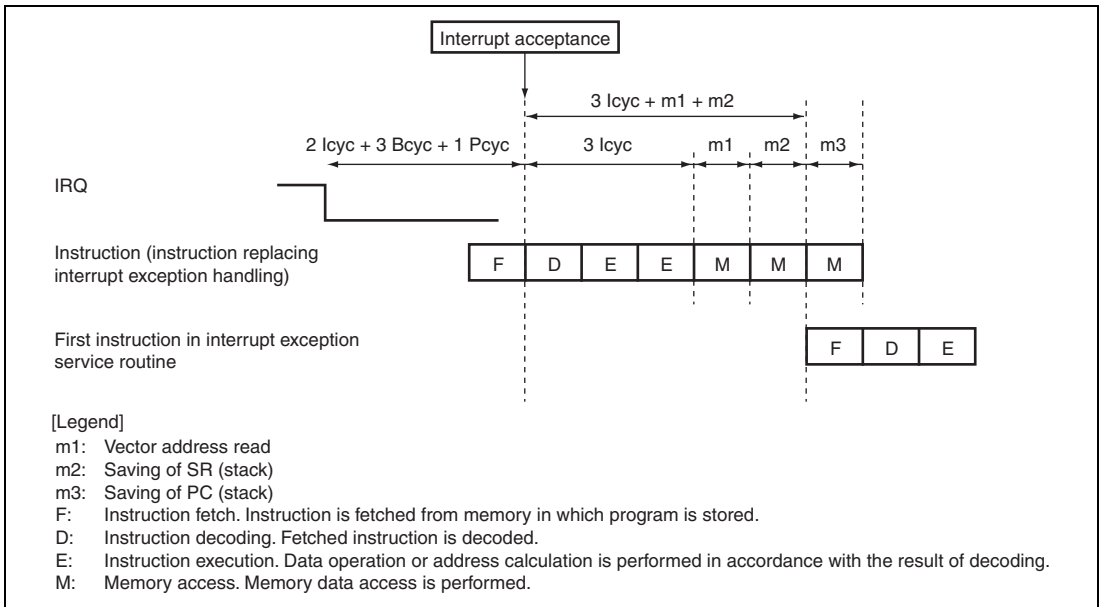 Interrupt acceptance
3 Icyc + m1 + m2
2 Icyc + 3 Bcyc + 1 Pcyc
3 Icyc
m1
m2
m3
IRQ
Instruction (instruction replacing
interrupt exception handling)
F D E E M M M
First instruction in interrupt exception
service routine
F D E
[Legend]
m1: Vector address read
m2: Saving of SR (stack)
m3: Saving of PC (stack)
F: Instruction fetch. Instruction is fetched from memory in which program is stored.
D: Instruction decoding. Fetched instruction is decoded.
E: Instruction execution. Data operation or address calculation is performed in accordance with the result of decoding.
M: Memory access. Memory data access is performed.